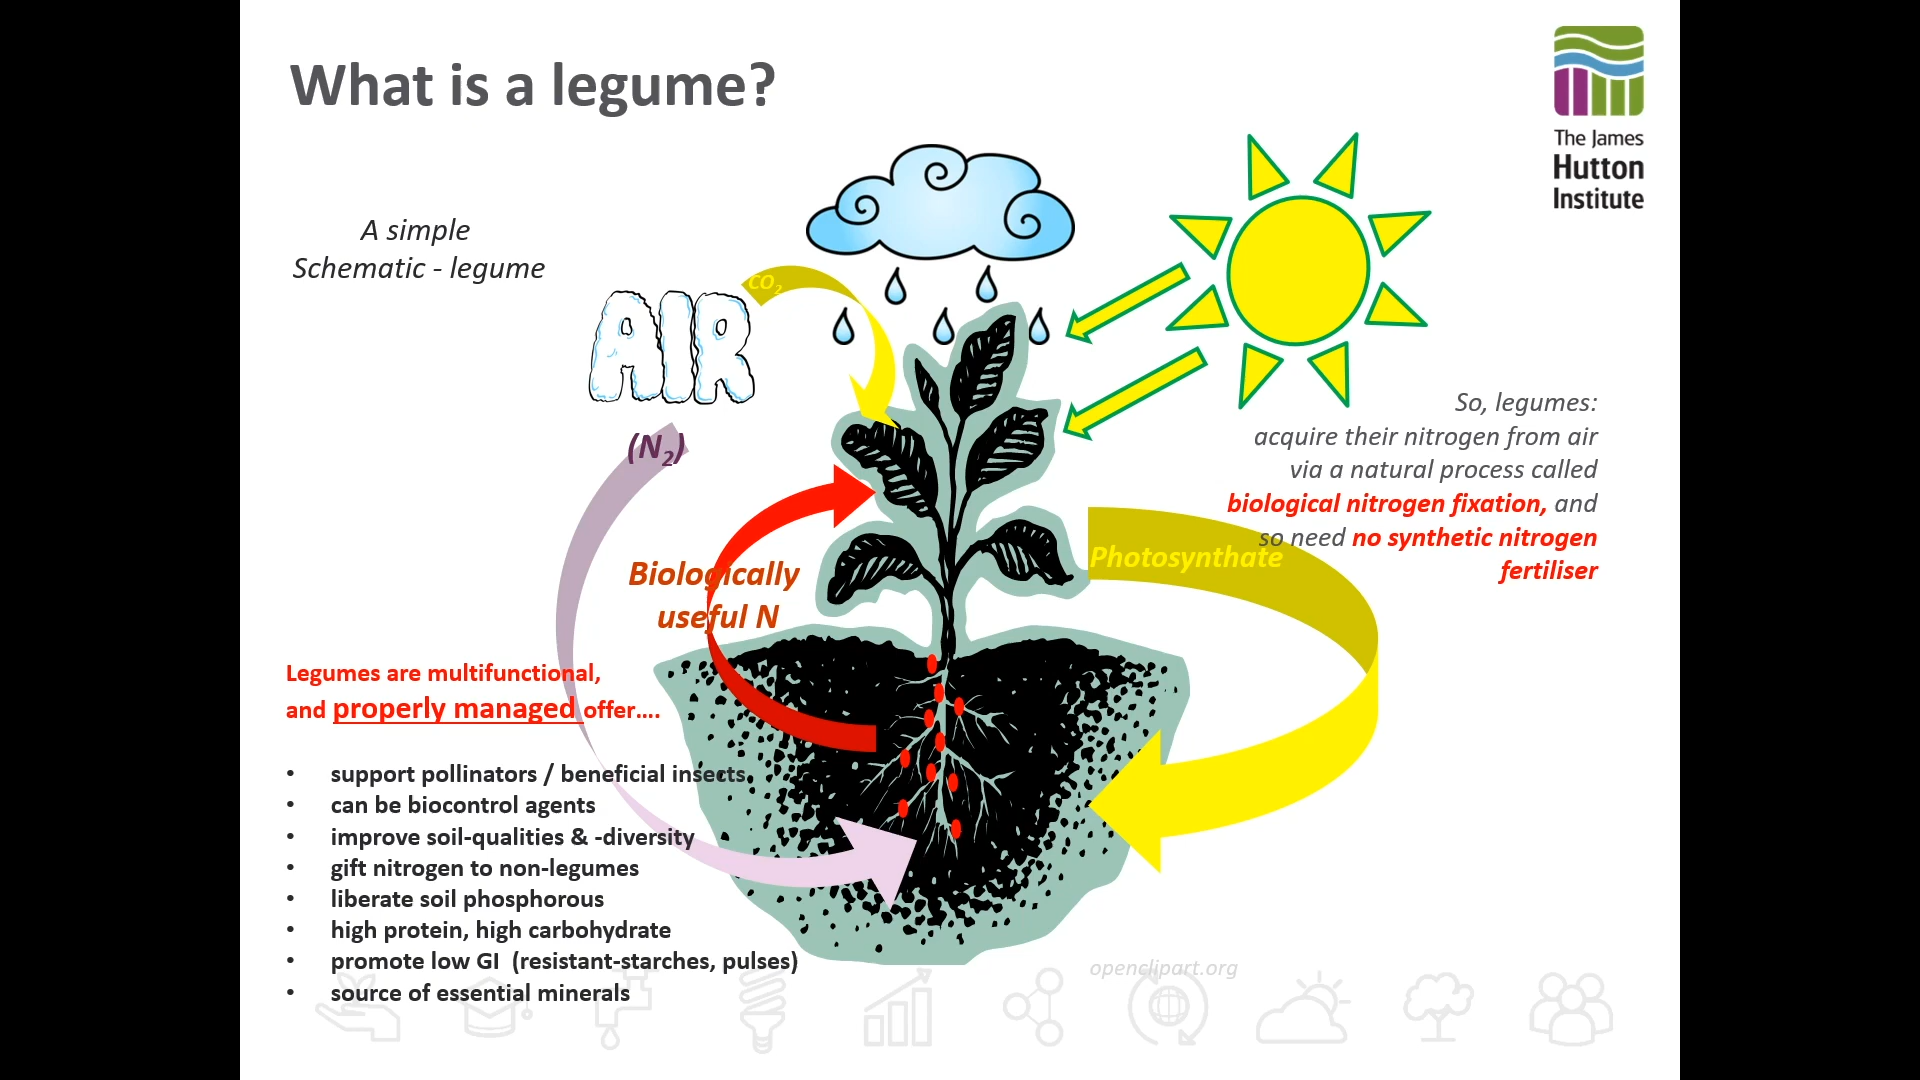 What is a legume?
The James
Hutton
Institute
A simple
Schematic - legume
CO2
AIR
(N2)
So, legumes:
acquire their nitrogen from air
via a natural process called
biological nitrogen fixation, and
so need no synthetic nitrogen
fertiliser
Photosynthate
Biologically
useful N
Legumes are multifunctional,
and properly managed offer....
• support pollinators / beneficial insects
• can be biocontrol agents
• improve soil-qualities & -diversity
• gift nitrogen to non-legumes
• liberate soil phosphorous
• high protein, high carbohydrate
• promote low GI (resistant-starches, pulses)
• source of essential minerals
openclipart.org